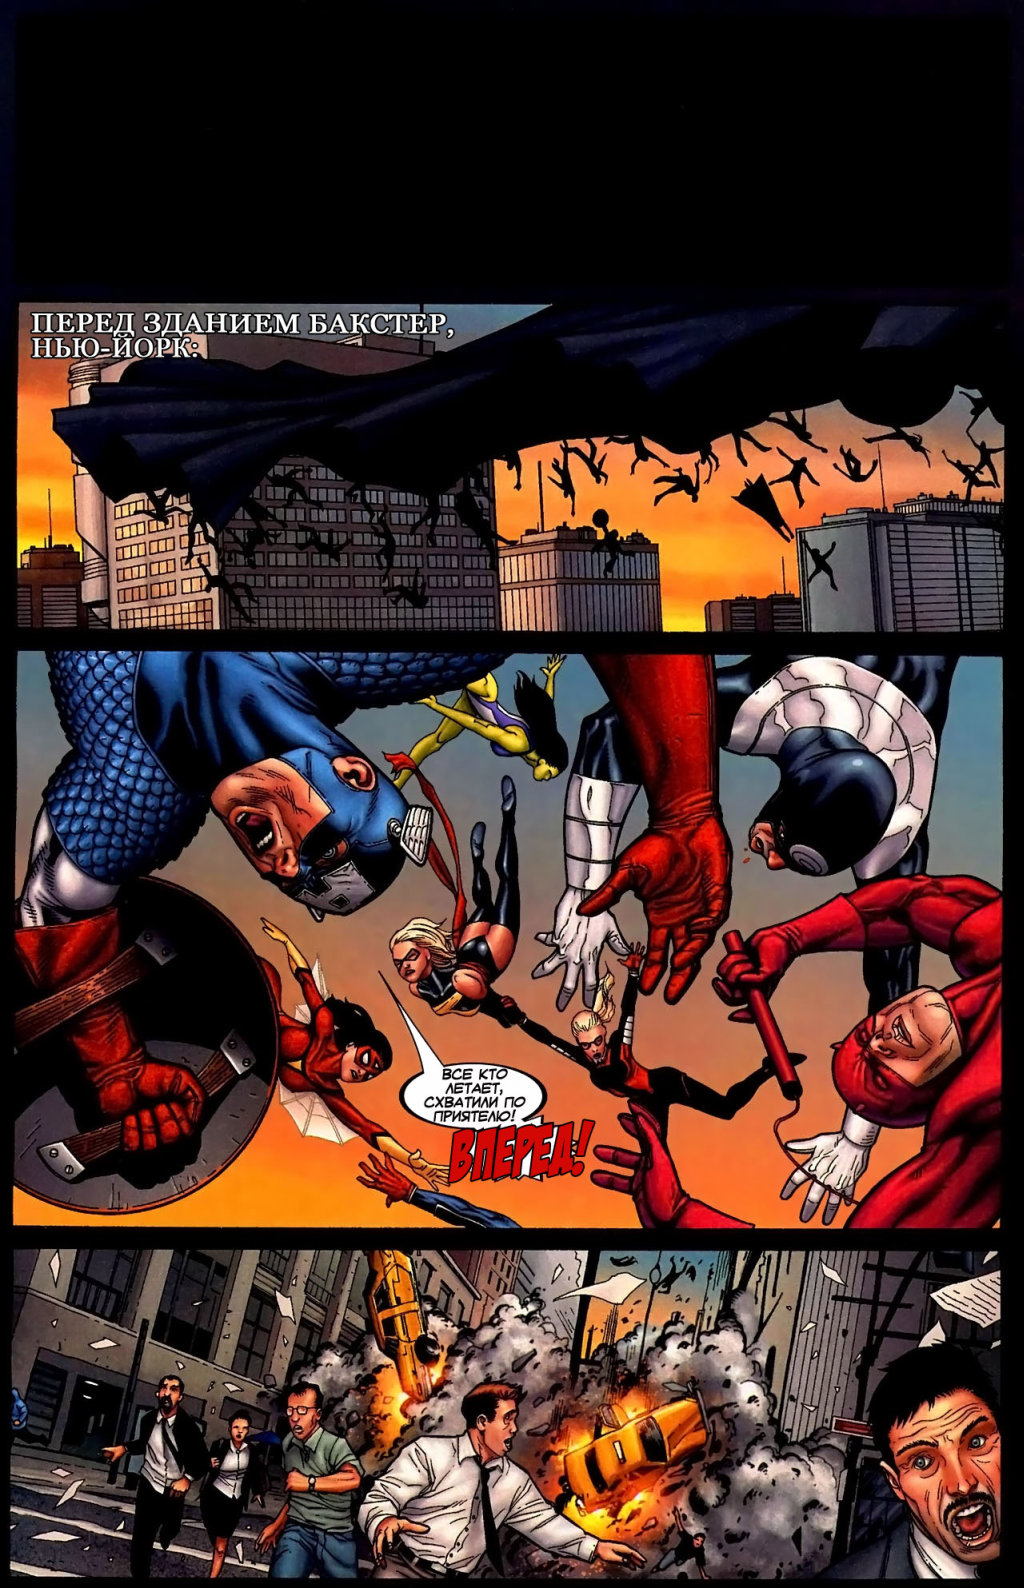 ПЕРЕД ЗДАНИЕМ БАКСТЕР,
НЬЮ-ЙОРК:
ВСЕ КТО
ЛЕТАЕТ,
СХВАТИЛИ ПО
ПРИЯТЕЛЮ!
ВПЕРЕД!